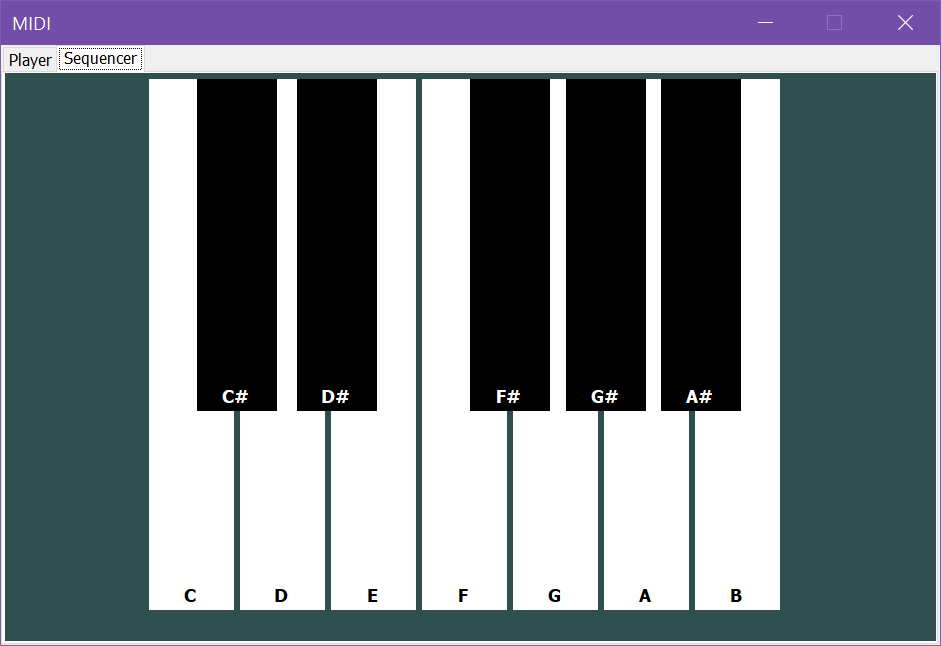 MIDI
Player Sequencer
C# D# F# G# A#
C D E F G A B